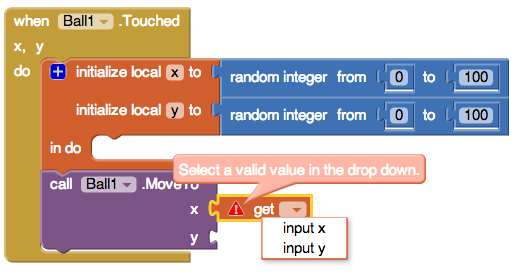 when Ball1 .Touched
x, y
do initialize local x to random integer from 0 to 100
initialize local y to random integer from 0 to 100
in do
Select a valid value in the drop down.
call Ball1 .MoveTo
x get
input x
y
input y